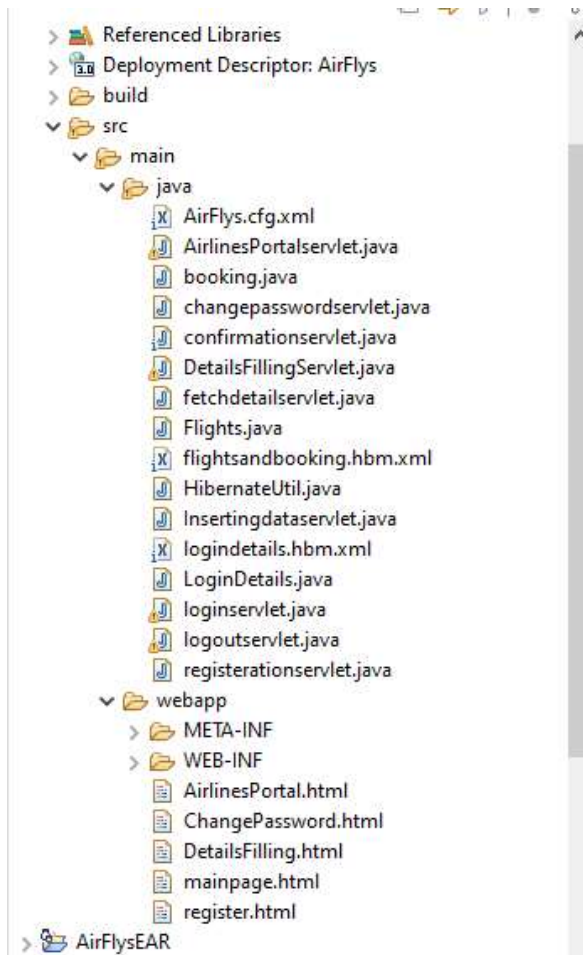 Referenced Libraries
3.0 Deployment Descriptor: AirFlys
build
src
main
java
AirFlys.cfg.xml
AirlinesPortalservlet.java
booking.java
changepasswordservlet.java
confirmationservlet.java
DetailsFillingServlet.java
fetchdetailservlet.java
Flights.java
flightsandbooking.hbm.xml
HibernateUtil.java
Insertingdataservlet.java
logindetails.hbm.xml
LoginDetails.java
loginservlet.java
logoutservlet.java
registerationservlet.java
webapp
META-INF
WEB-INF
AirlinesPortal.html
ChangePassword.html
DetailsFilling.html
mainpage.html
register.html
AirFlysEAR